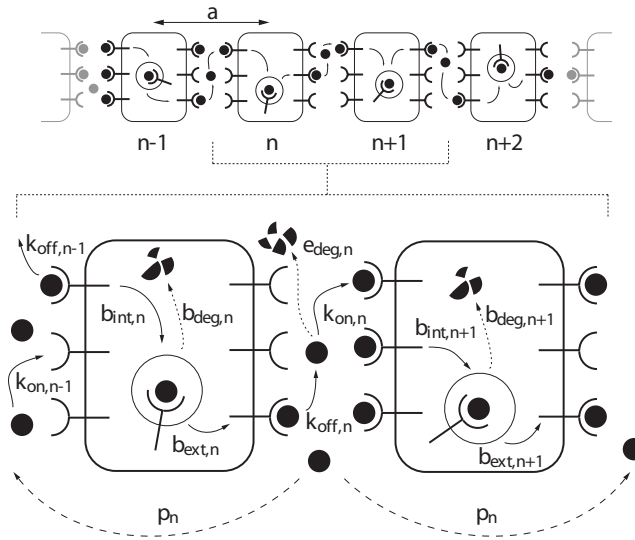 a
n-1 n n+1 n+2
k_off,n-1
e_deg,n
b_int,n b_deg,n
k_on,n
b_int,n+1 b_deg,n+1
k_on,n-1
b_ext,n
k_off,n
b_ext,n+1
p_n p_n